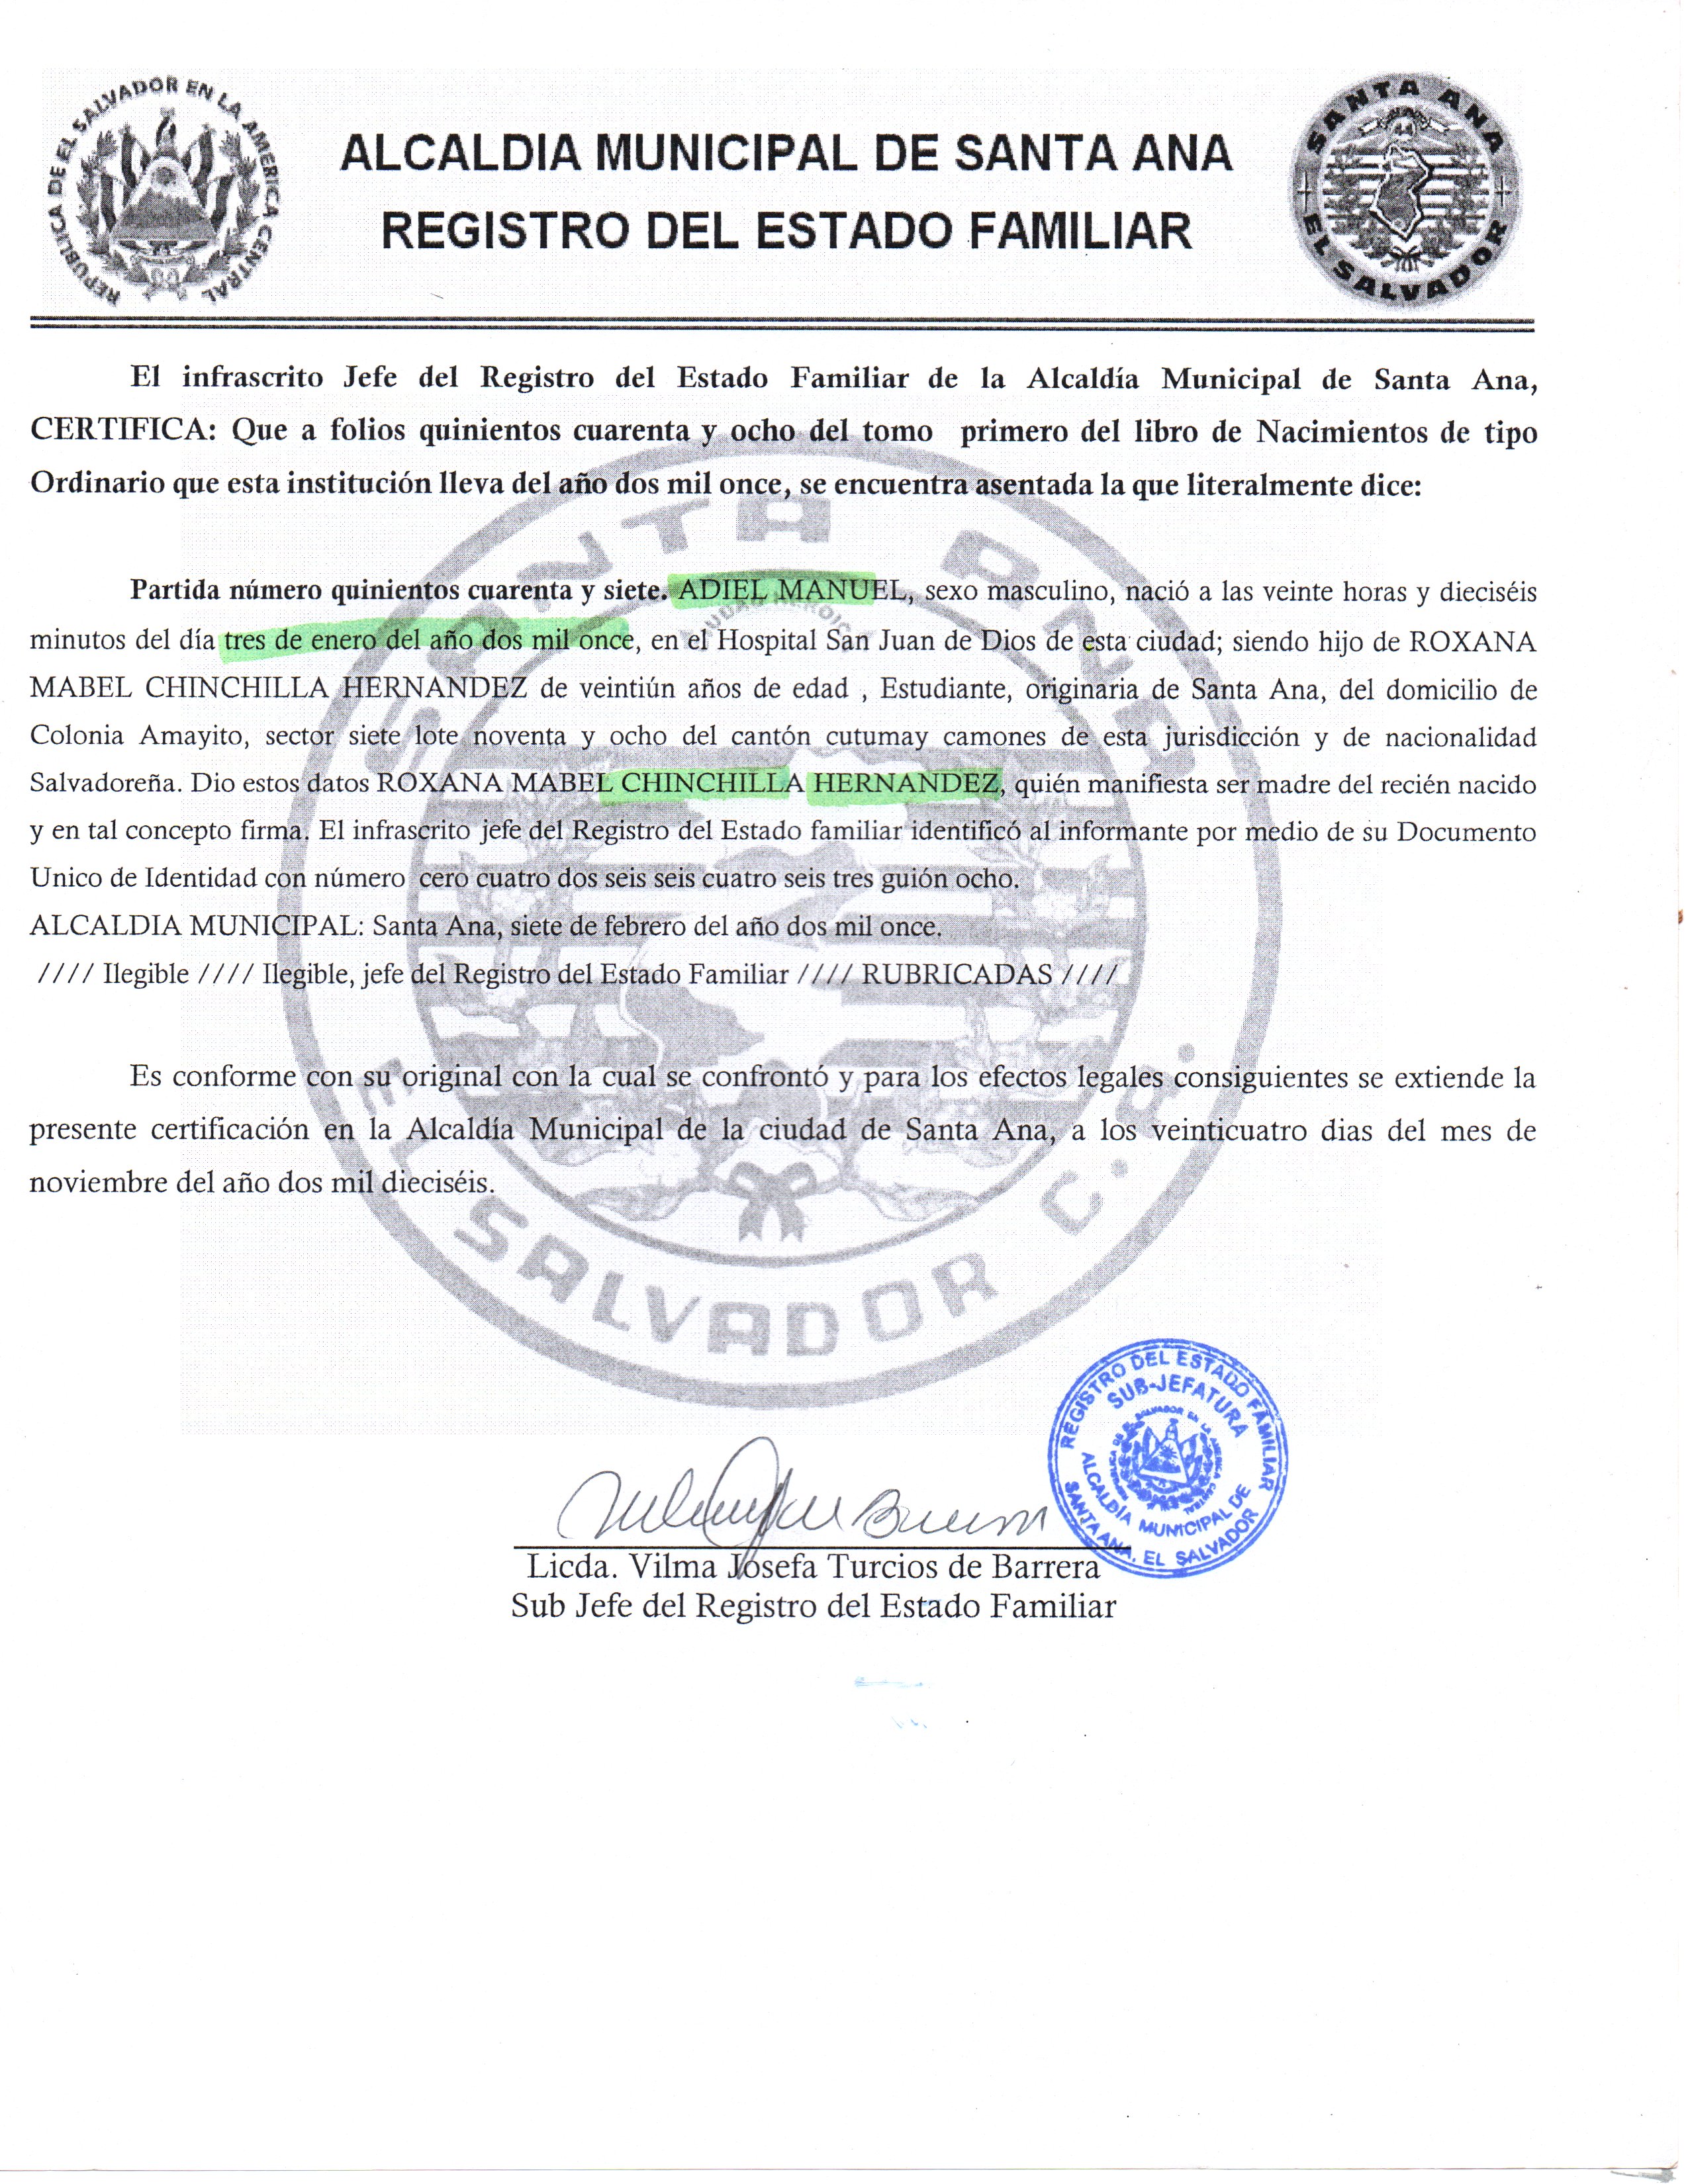 REPUBLICA DE EL SALVADOR EN LA AMERICA CENTRAL
ALCALDIA MUNICIPAL DE SANTA ANA
REGISTRO DEL ESTADO FAMILIAR
SANTA ANA
EL SALVADOR
El infrascrito Jefe del Registro del Estado Familiar de la Alcaldía Municipal de Santa Ana,
CERTIFICA: Que a folios quinientos cuarenta y ocho del tomo primero del libro de Nacimientos de tipo
Ordinario que esta institución lleva del año dos mil once, se encuentra asentada la que literalmente dice:
Partida número quinientos cuarenta y siete. ADIEL MANUEL, sexo masculino, nació a las veinte horas y dieciséis
minutos del día tres de enero del año dos mil once, en el Hospital San Juan de Dios de esta ciudad; siendo hijo de ROXANA
MABEL CHINCHILLA HERNANDEZ de veintiún años de edad , Estudiante, originaria de Santa Ana, del domicilio de
Colonia Amayito, sector siete lote noventa y ocho del cantón cutumay camones de esta jurisdicción y de nacionalidad
Salvadoreña. Dio estos datos ROXANA MABEL CHINCHILLA HERNANDEZ, quién manifiesta ser madre del recién nacido
y en tal concepto firma. El infrascrito jefe del Registro del Estado familiar identificó al informante por medio de su Documento
Unico de Identidad con número cero cuatro dos seis seis cuatro seis tres guión ocho.
ALCALDIA MUNICIPAL: Santa Ana, siete de febrero del año dos mil once.
//// Ilegible //// Ilegible, jefe del Registro del Estado Familiar //// RUBRICADAS ////
Es conforme con su original con la cual se confrontó y para los efectos legales consiguientes se extiende la
presente certificación en la Alcaldía Municipal de la ciudad de Santa Ana, a los veinticuatro dias del mes de
noviembre del año dos mil dieciséis.
SANTA ANA
EL SALVADOR C.A.
REGISTRO DEL ESTADO FAMILIAR
SUB-JEFATURA
ALCALDÍA MUNICIPAL DE
SANTA ANA, EL SALVADOR
Licda. Vilma Josefa Turcios de Barrera
Sub Jefe del Registro del Estado Familiar